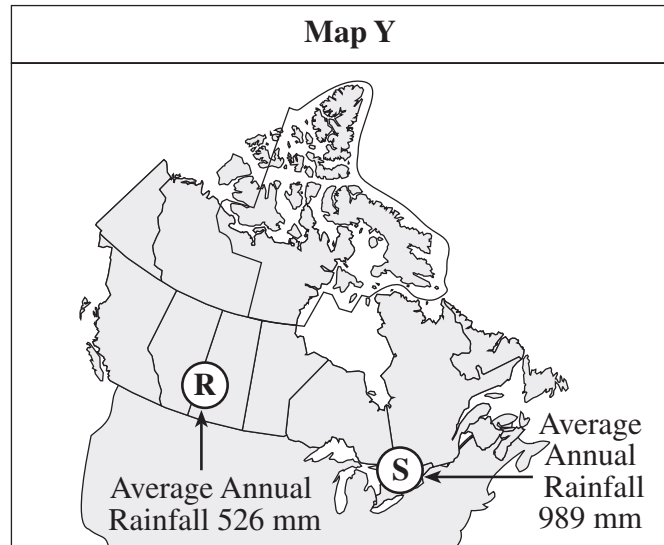 Map Y
R
Average Annual
Rainfall 526 mm
S
Average
Annual
Rainfall
989 mm